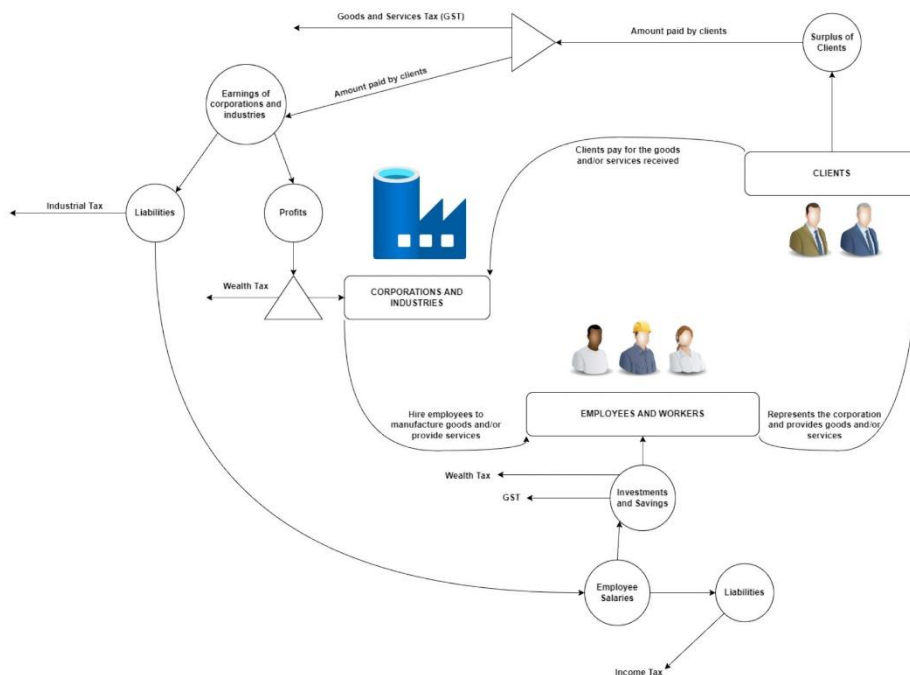 Goods and Services Tax (GST)
Amount paid by clients
Surplus of
Clients
Amount paid by clients
Earnings of
corporations and
industries
Clients pay for the goods
and/or services received
CLIENTS
Industrial Tax
Liabilities
Profits
Wealth Tax
CORPORATIONS AND
INDUSTRIES
Hire employees to
manufacture goods and/or
provide services
EMPLOYEES AND WORKERS
Represents the corporation
and provides goods and/or
services
Wealth Tax
GST
Investments
and Savings
Employee
Salaries
Liabilities
Income Tax